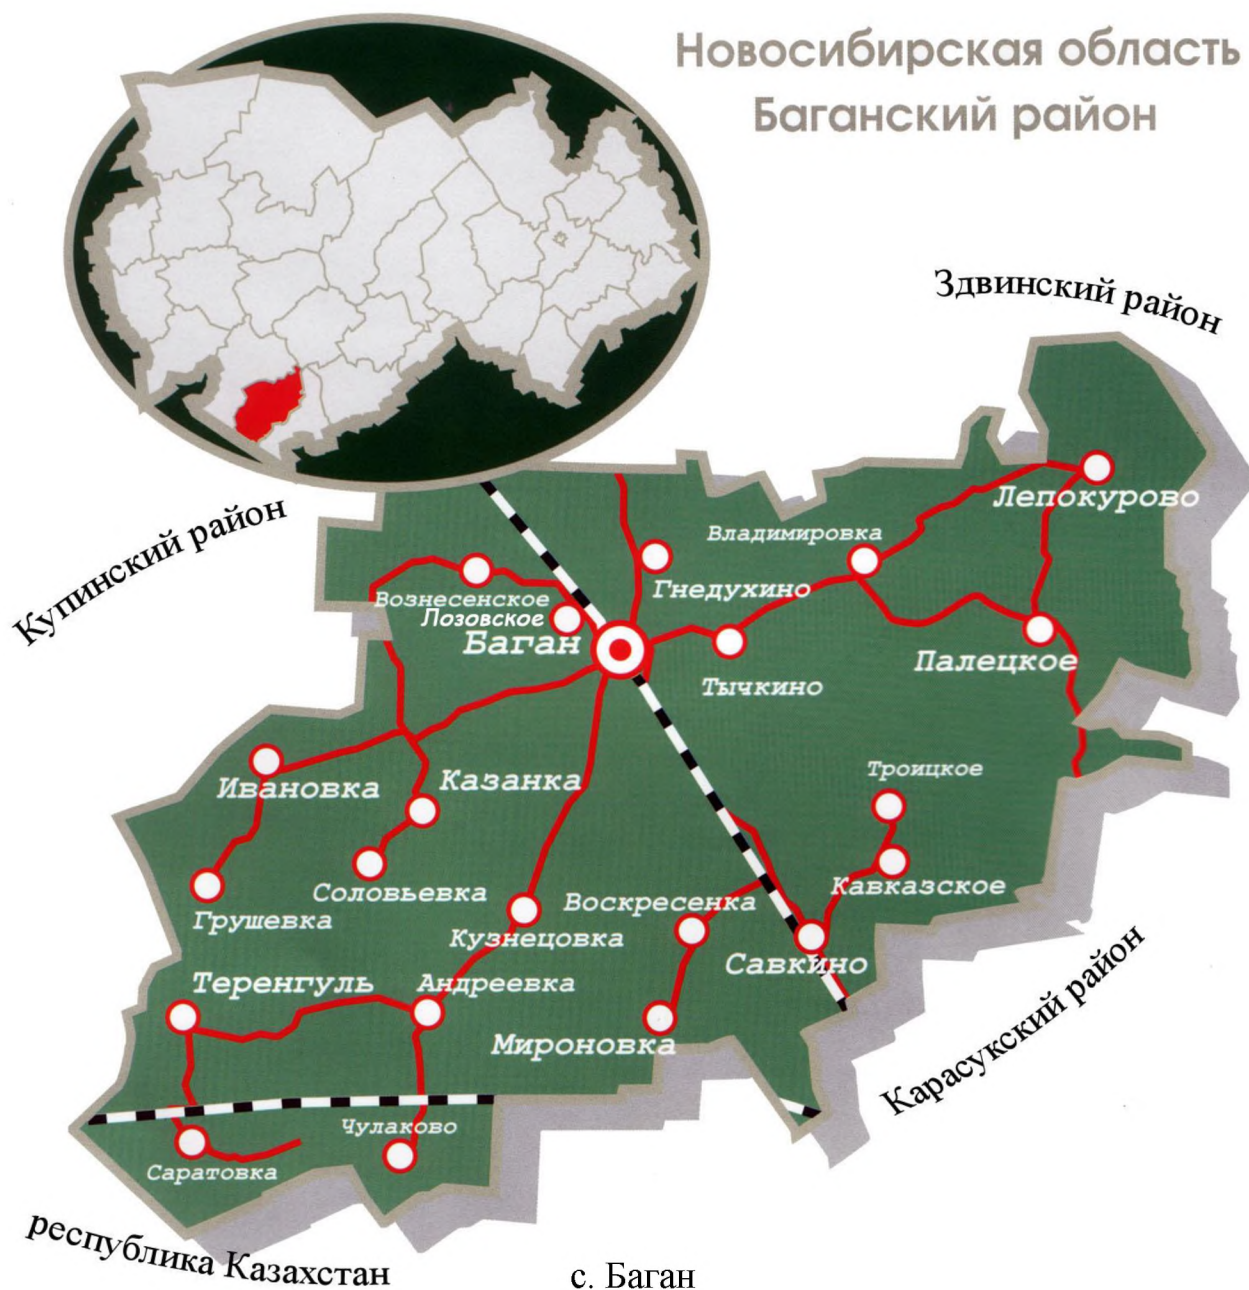 Новосибирская область
Баганский район
Здвинский район
Купинский район
Лепокурово
Владимировка
Гнедухино
Вознесенское
Лозовское
Баган
Палецкое
Тычкино
Троицкое
Ивановка
Казанка
Соловьевка
Кавказское
Воскресенка
Грушевка
Кузнецовка
Савкино
Теренгуль
Андреевка
Мироновка
Карасукский район
Чулаково
Саратовка
республика Казахстан
с. Баган